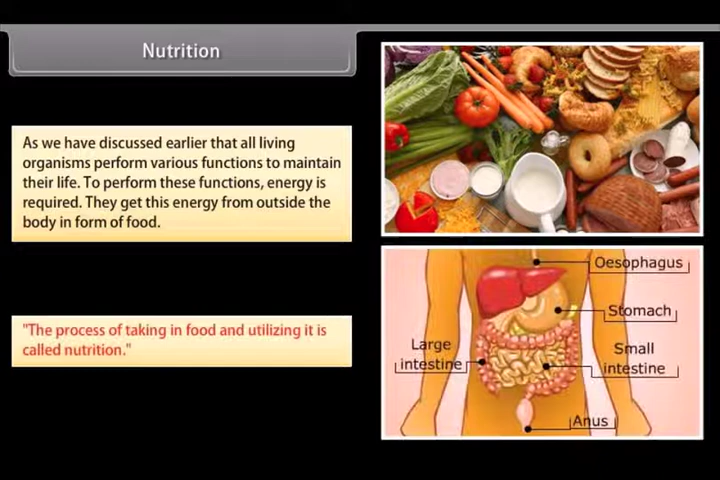 Nutrition
As we have discussed earlier that all living
organisms perform various functions to maintain
their life. To perform these functions, energy is
required. They get this energy from outside the
body in form of food.
"The process of taking in food and utilizing it is
called nutrition."
Oesophagus
Stomach
Large
intestine
Small
intestine
Anus